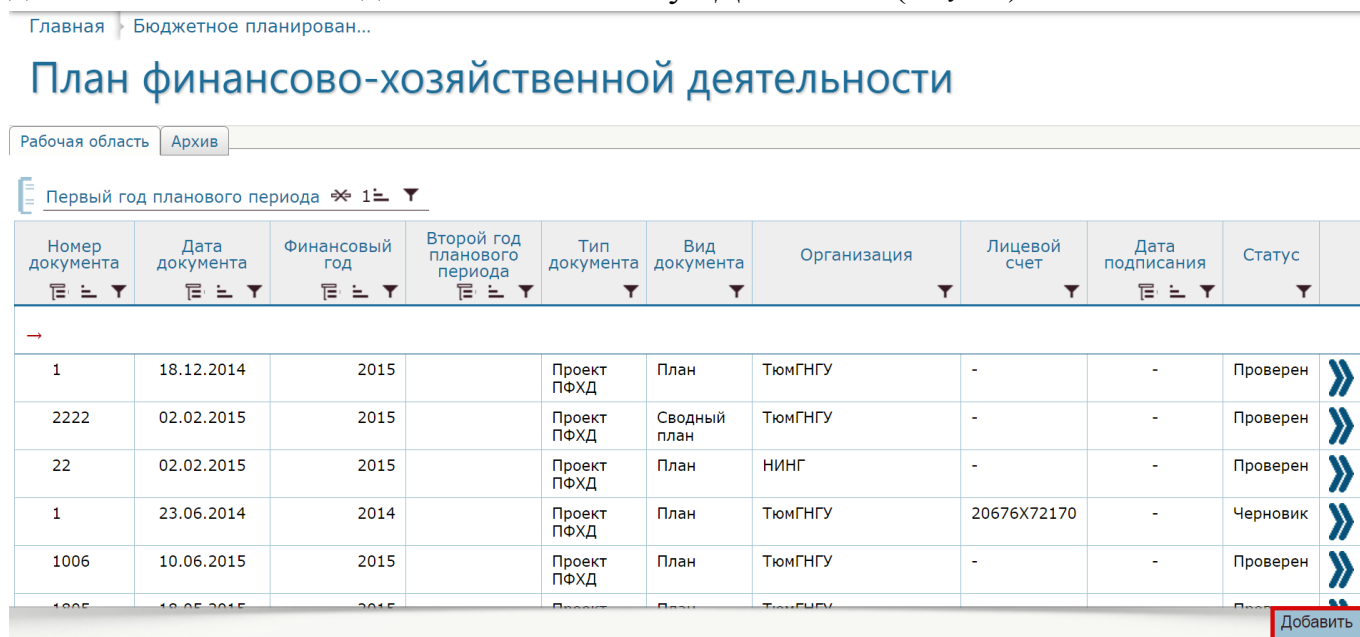 Главная Бюджетное планирован...
План финансово-хозяйственной деятельности
Рабочая область Архив
Первый год планового периода 1
Номер документа Дата документа Финансовый год Второй год планового периода Тип документа Вид документа Организация Лицевой счет Дата подписания Статус
→
1 18.12.2014 2015 Проект ПФХД План ТюмГНГУ - - Проверен
2222 02.02.2015 2015 Проект ПФХД Сводный план ТюмГНГУ - - Проверен
22 02.02.2015 2015 Проект ПФХД План НИНГ - - Проверен
1 23.06.2014 2014 Проект ПФХД План ТюмГНГУ 20676X72170 - Черновик
1006 10.06.2015 2015 Проект ПФХД План ТюмГНГУ - - Проверен
Добавить